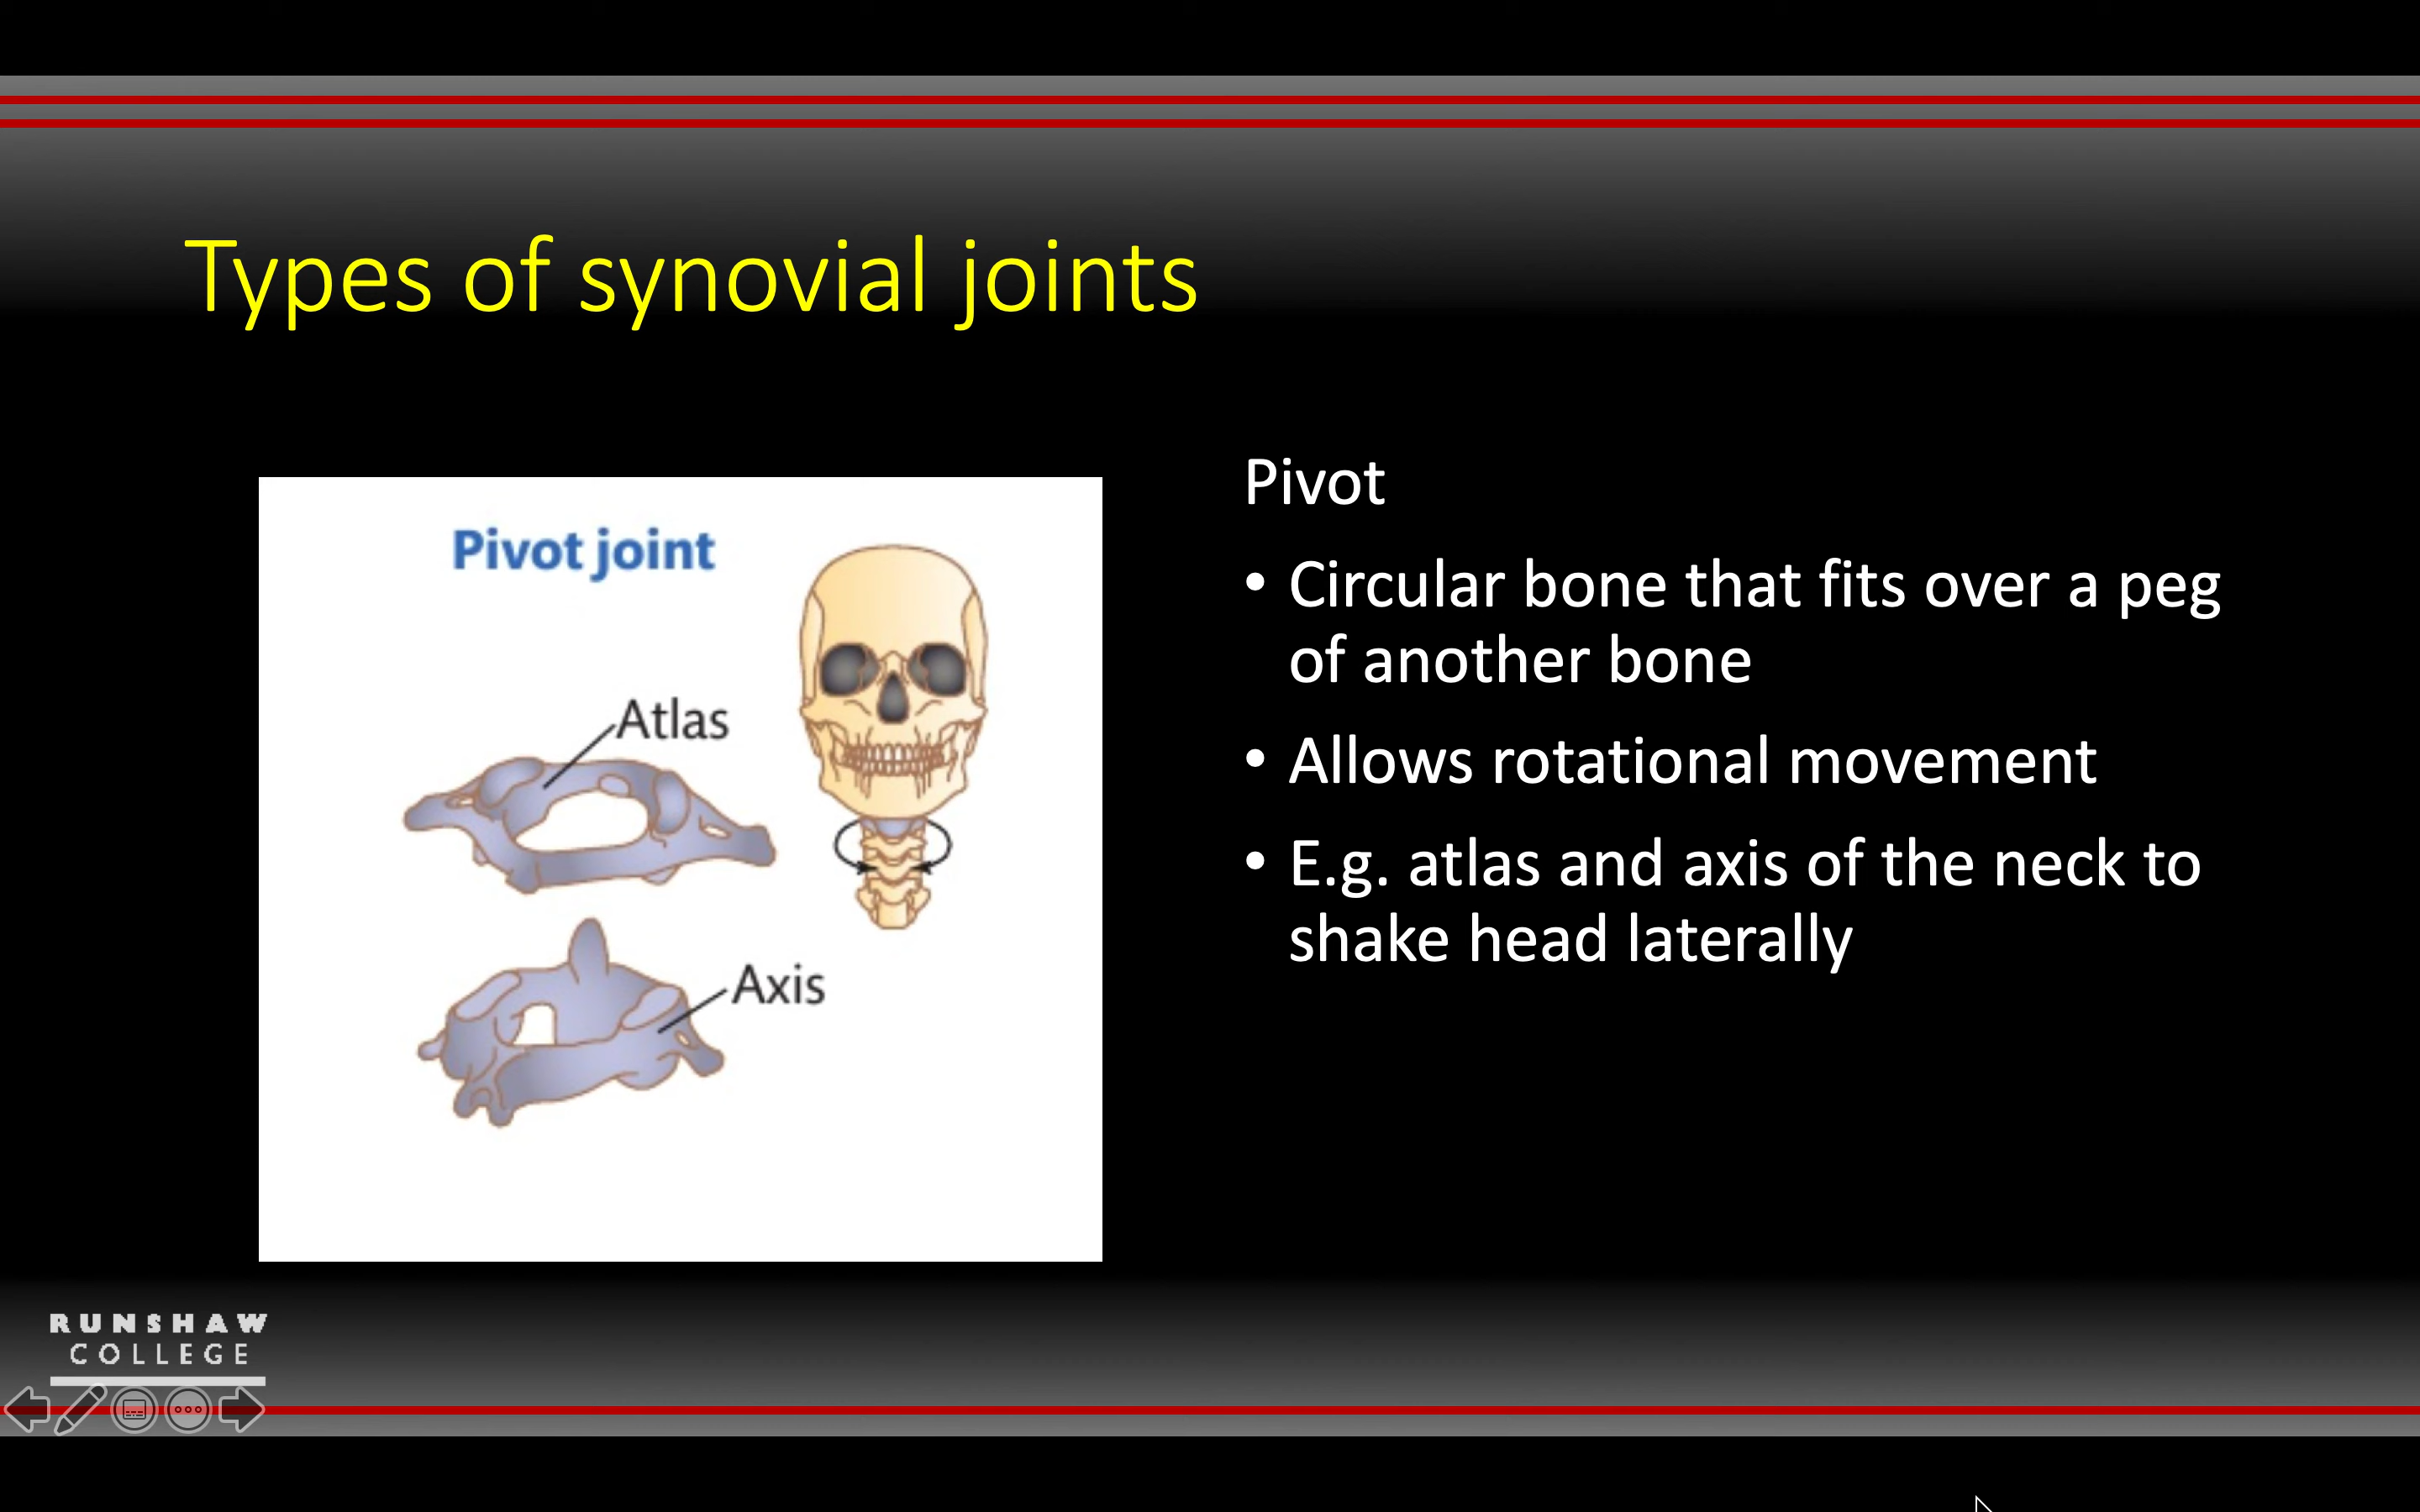 Types of synovial joints
Pivot joint
Atlas
Axis
Pivot
• Circular bone that fits over a peg
of another bone
• Allows rotational movement
• E.g. atlas and axis of the neck to
shake head laterally
RUNSHAW
COLLEGE